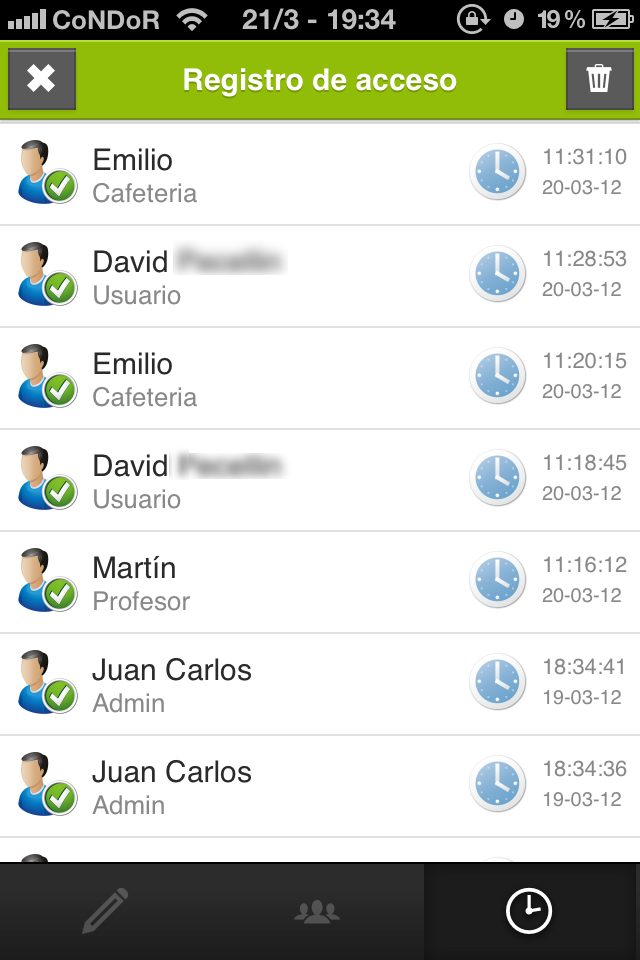 CoNDoR 21/3 - 19:34 19%
Registro de acceso
Emilio 11:31:10
Cafeteria 20-03-12
David 11:28:53
Usuario 20-03-12
Emilio 11:20:15
Cafeteria 20-03-12
David 11:18:45
Usuario 20-03-12
Martín 11:16:12
Profesor 20-03-12
Juan Carlos 18:34:41
Admin 19-03-12
Juan Carlos 18:34:36
Admin 19-03-12